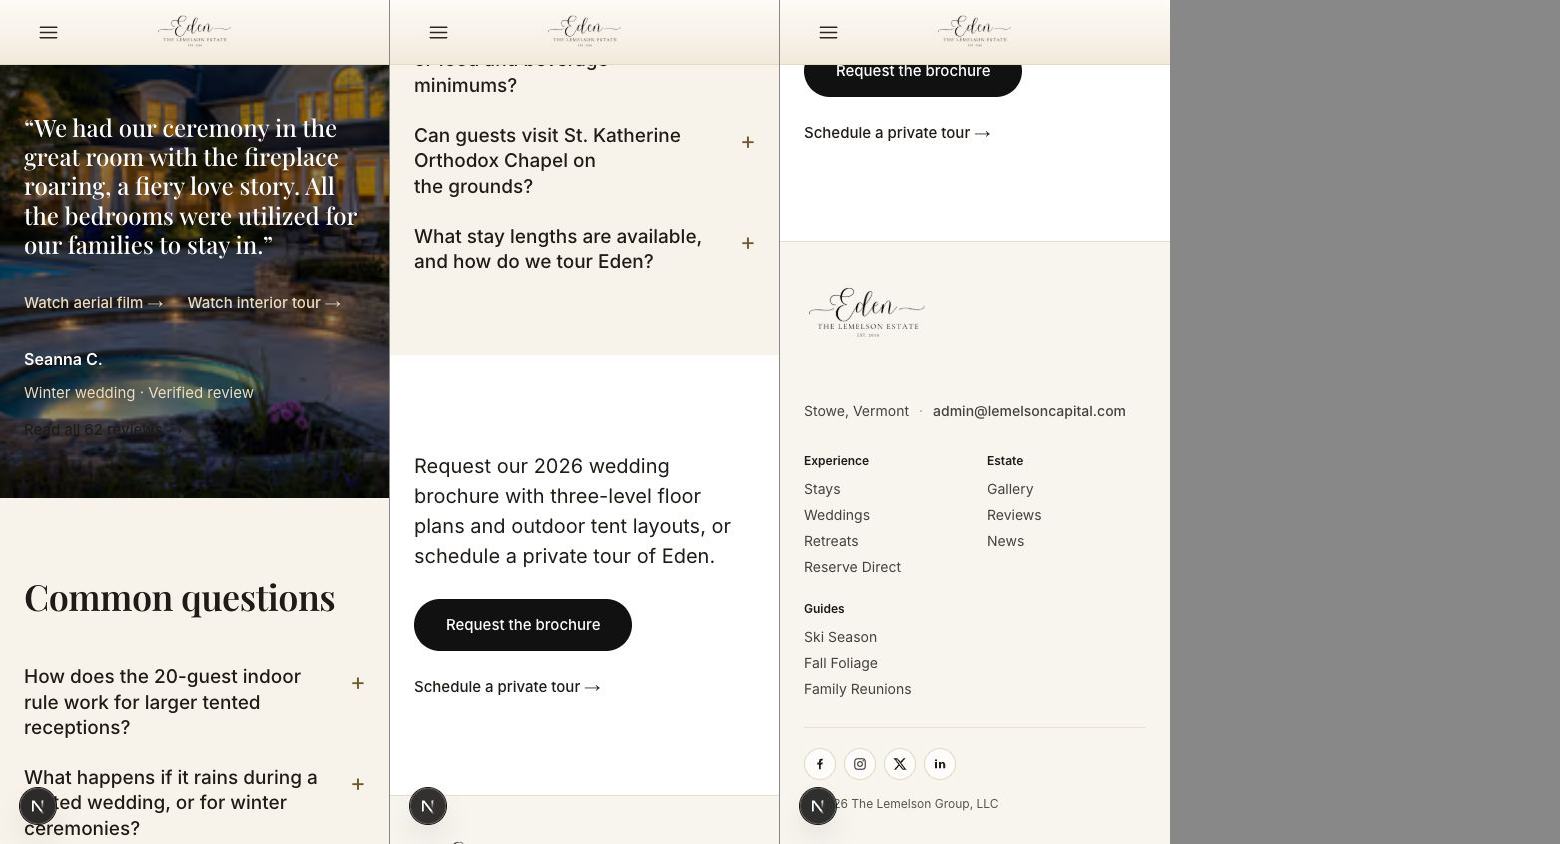 Eden
THE LEMELSON ESTATE
“We had our ceremony in the
great room with the fireplace
roaring, a fiery love story. All
the bedrooms were utilized for
our families to stay in.”
Watch aerial film → Watch interior tour →
Seanna C.
Winter wedding · Verified review
Read all 62 reviews
Common questions
How does the 20-guest indoor
rule work for larger tented
receptions?
+
What happens if it rains during a
ted wedding, or for winter
ceremonies?
+
N
Eden
THE LEMELSON ESTATE
or food and beverage
minimums?
Can guests visit St. Katherine
Orthodox Chapel on
the grounds?
+
What stay lengths are available,
and how do we tour Eden?
+
Request our 2026 wedding
brochure with three-level floor
plans and outdoor tent layouts, or
schedule a private tour of Eden.
Request the brochure
Schedule a private tour →
N
Eden
THE LEMELSON ESTATE
Request the brochure
Schedule a private tour →
Eden
THE LEMELSON ESTATE
Stowe, Vermont · admin@lemelsoncapital.com
Experience
Stays
Weddings
Retreats
Reserve Direct
Estate
Gallery
Reviews
News
Guides
Ski Season
Fall Foliage
Family Reunions
f X in
N
26 The Lemelson Group, LLC